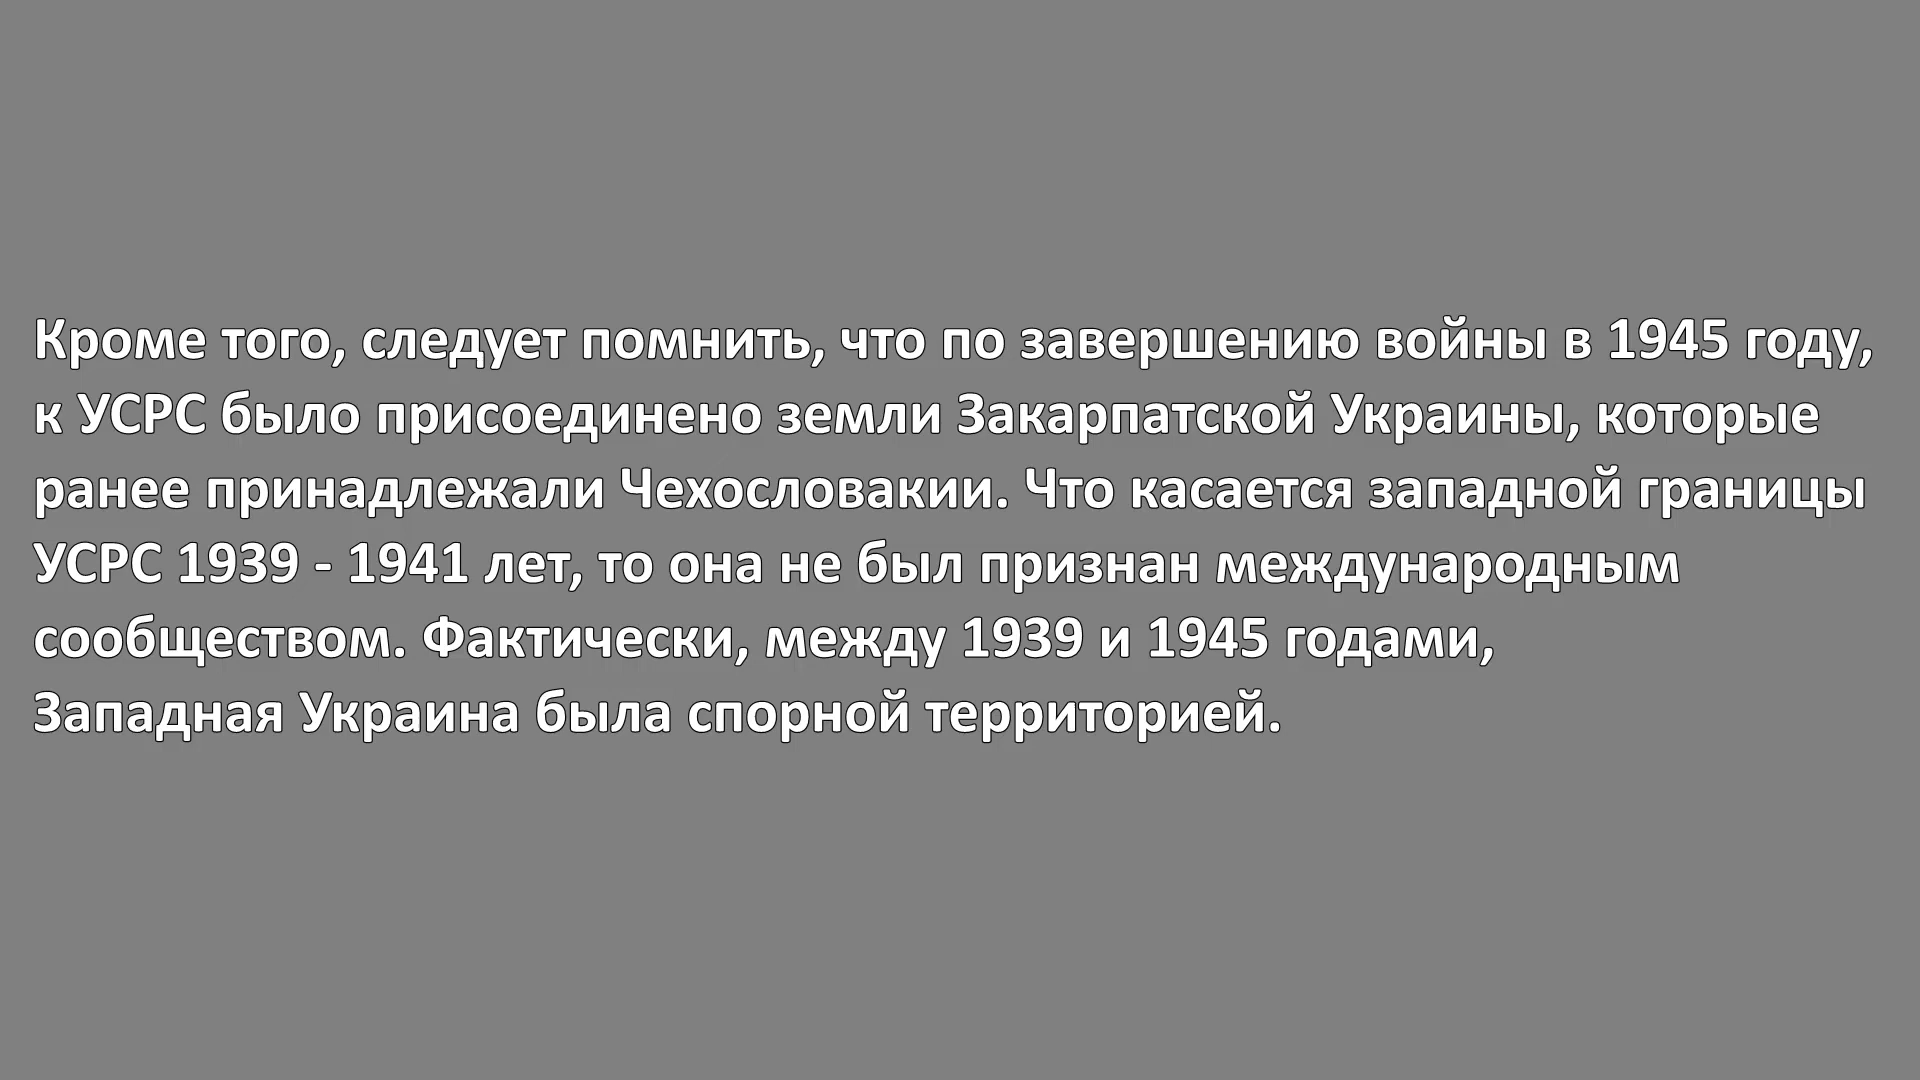 Кроме того, следует помнить, что по завершению войны в 1945 году,
к УСРС было присоединено земли Закарпатской Украины, которые
ранее принадлежали Чехословакии. Что касается западной границы
УСРС 1939 - 1941 лет, то она не был признан международным
сообществом. Фактически, между 1939 и 1945 годами,
Западная Украина была спорной территорией.